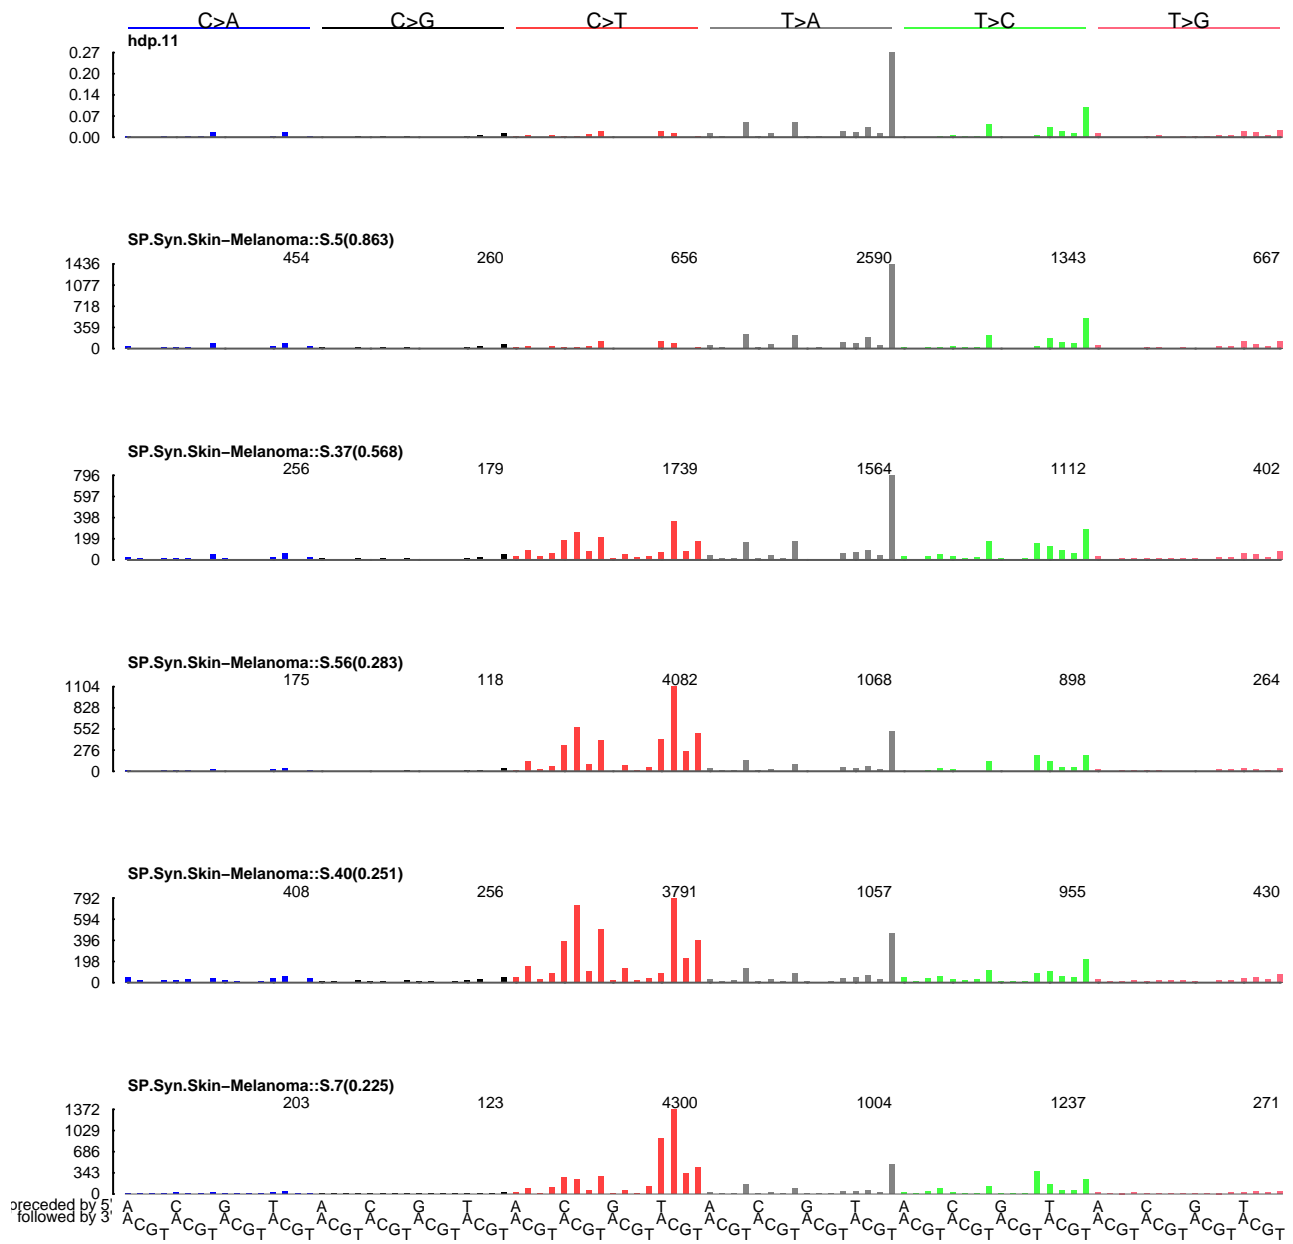 C>A C>G C>T T>A T>C T>G
hdp.11
0.27
0.20
0.14
0.07
0.00
SP.Syn.Skin−Melanoma::S.5(0.863)
454 260 656 2590 1343 667
1436
1077
718
359
0
SP.Syn.Skin−Melanoma::S.37(0.568)
256 179 1739 1564 1112 402
796
597
398
199
0
SP.Syn.Skin−Melanoma::S.56(0.283)
175 118 4082 1068 898 264
1104
828
552
276
0
SP.Syn.Skin−Melanoma::S.40(0.251)
408 256 3791 1057 955 430
792
594
396
198
0
SP.Syn.Skin−Melanoma::S.7(0.225)
203 123 4300 1004 1237 271
1372
1029
686
343
0
preceded by 5' A C G T A C G T A C G T A C G T A C G T A C G T
followed by 3' A C G T A C G T A C G T A C G T A C G T A C G T A C G T A C G T A C G T A C G T A C G T A C G T A C G T A C G T A C G T A C G T A C G T A C G T A C G T A C G T A C G T A C G T A C G T A C G T